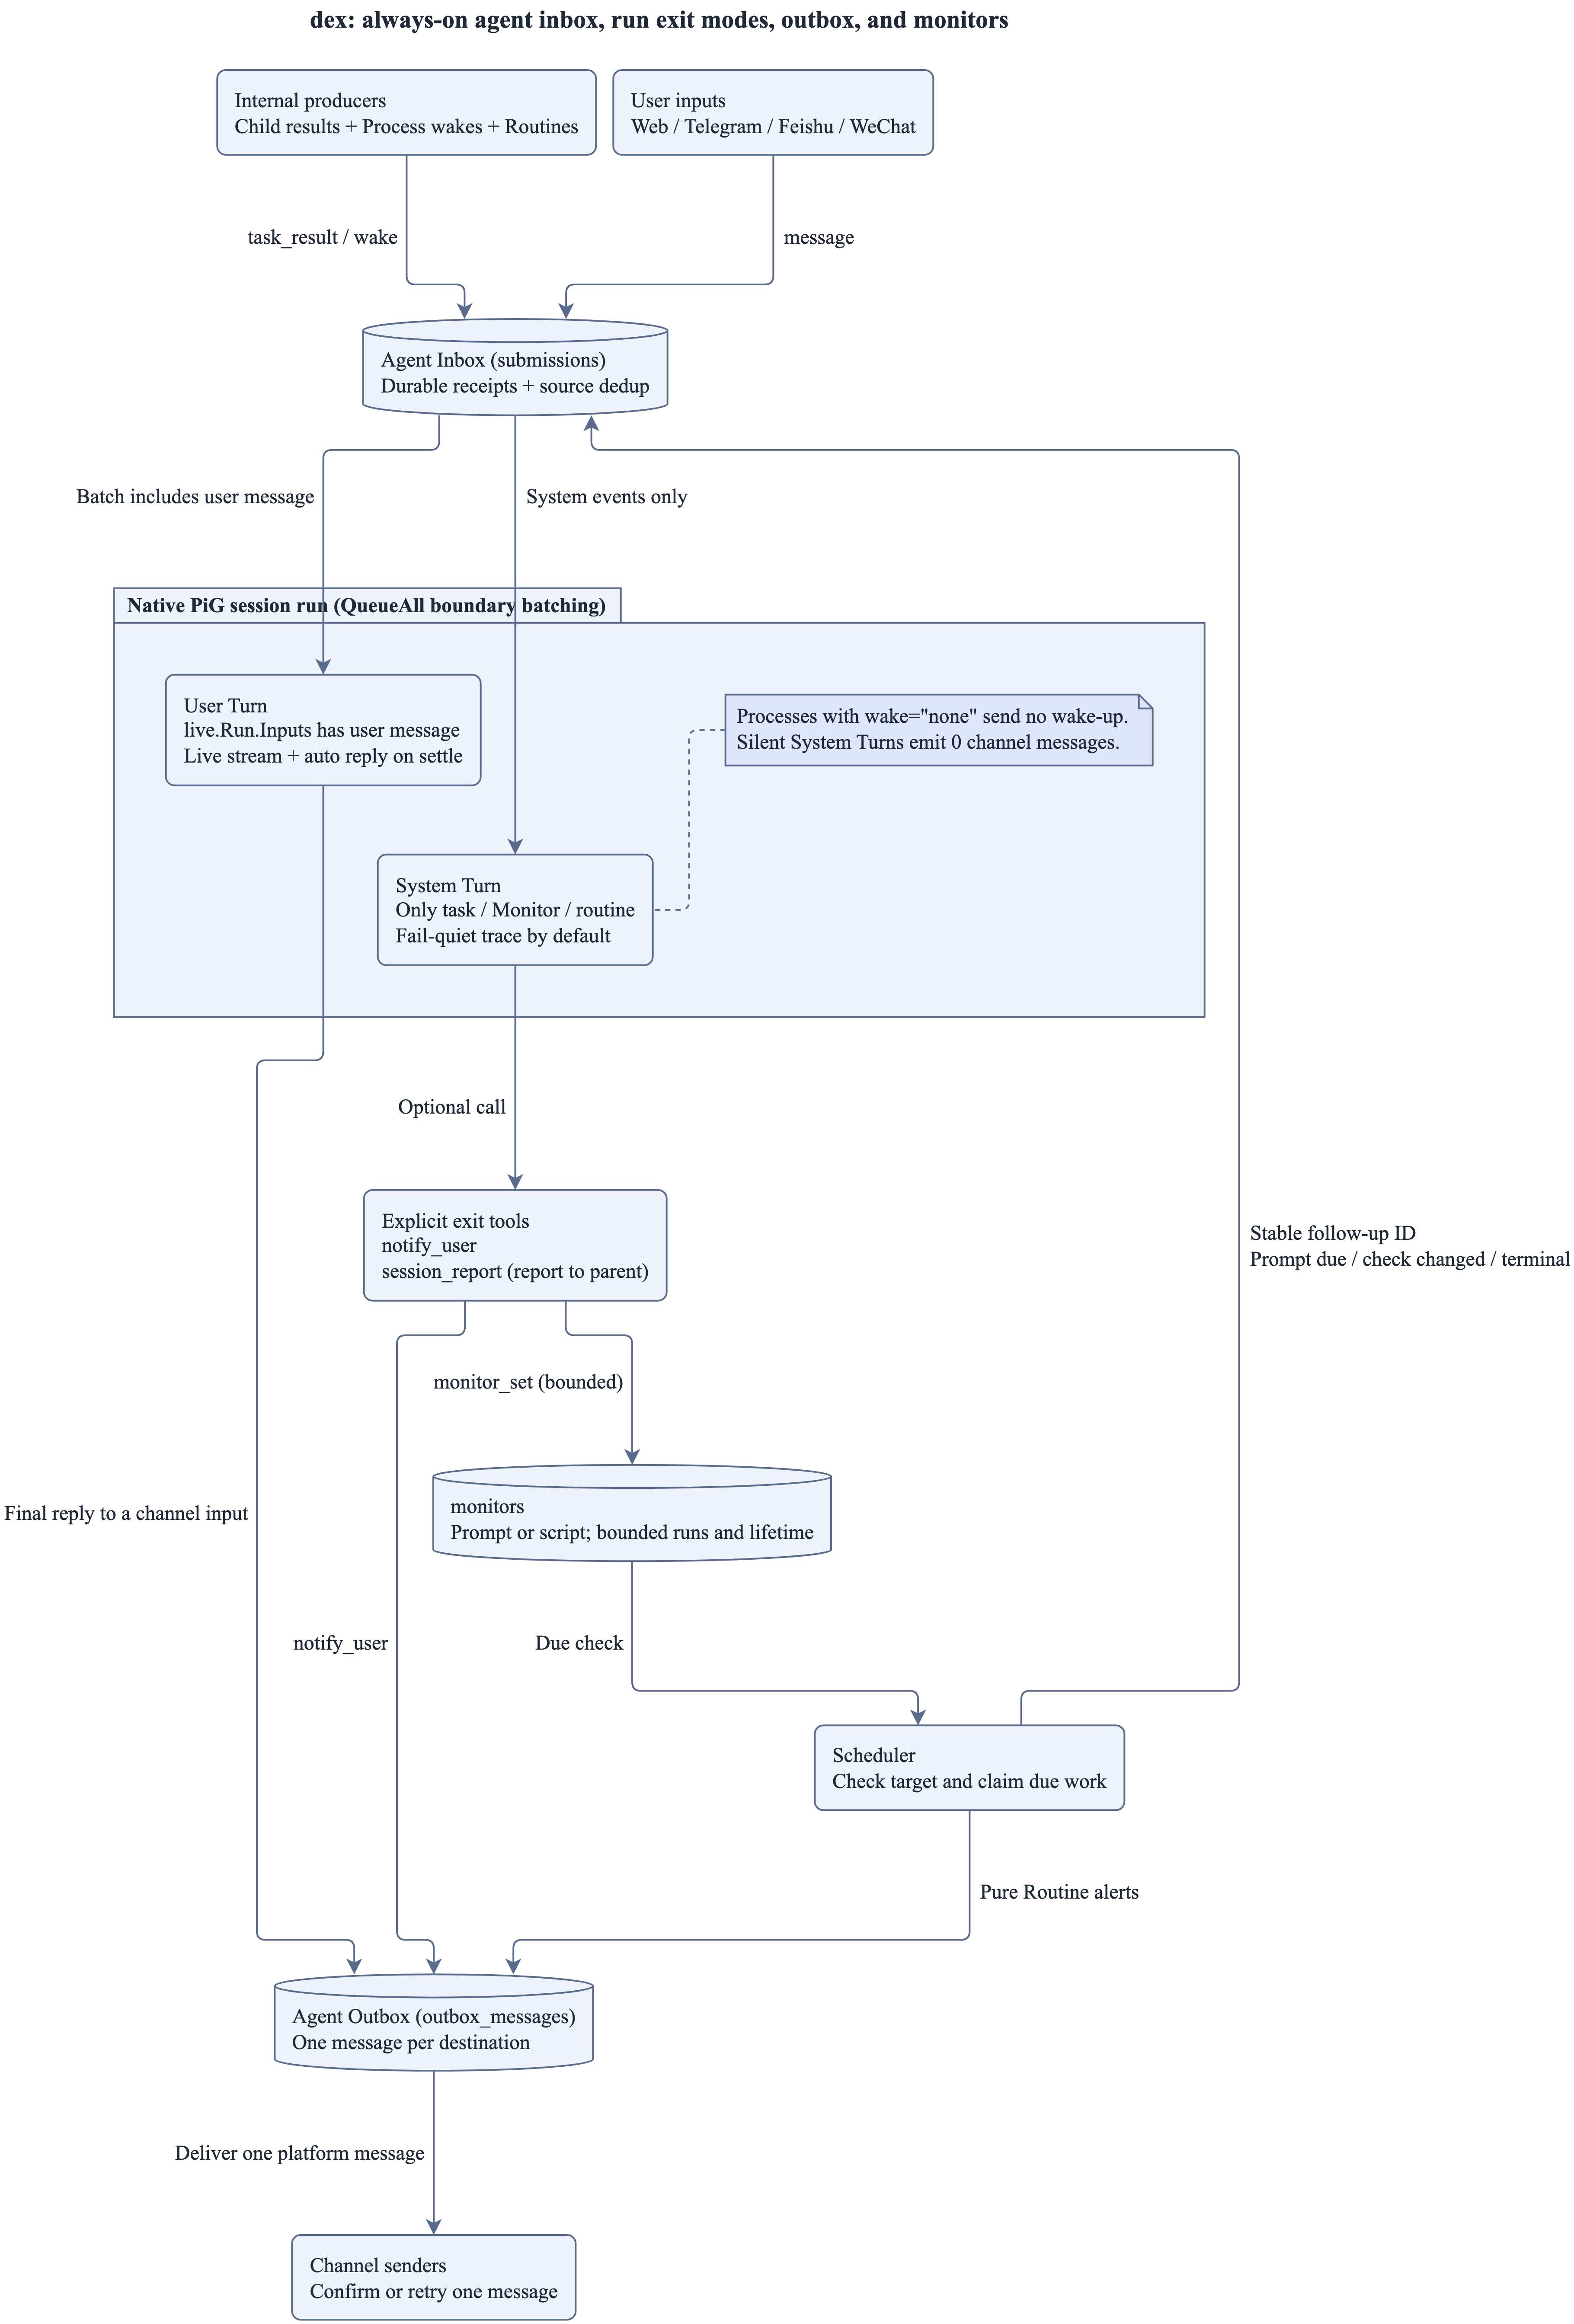 dex: always-on agent inbox, run exit modes, outbox, and monitors
Internal producers
Child results + Process wakes + Routines
User inputs
Web / Telegram / Feishu / WeChat
task_result / wake
message
Agent Inbox (submissions)
Durable receipts + source dedup
Batch includes user message
System events only
Native PiG session run (QueueAll boundary batching)
User Turn
live.Run.Inputs has user message
Live stream + auto reply on settle
Processes with wake="none" send no wake-up.
Silent System Turns emit 0 channel messages.
System Turn
Only task / Monitor / routine
Fail-quiet trace by default
Optional call
Explicit exit tools
notify_user
session_report (report to parent)
Stable follow-up ID
Prompt due / check changed / terminal
monitor_set (bounded)
monitors
Prompt or script; bounded runs and lifetime
Final reply to a channel input
notify_user
Due check
Scheduler
Check target and claim due work
Pure Routine alerts
Agent Outbox (outbox_messages)
One message per destination
Deliver one platform message
Channel senders
Confirm or retry one message